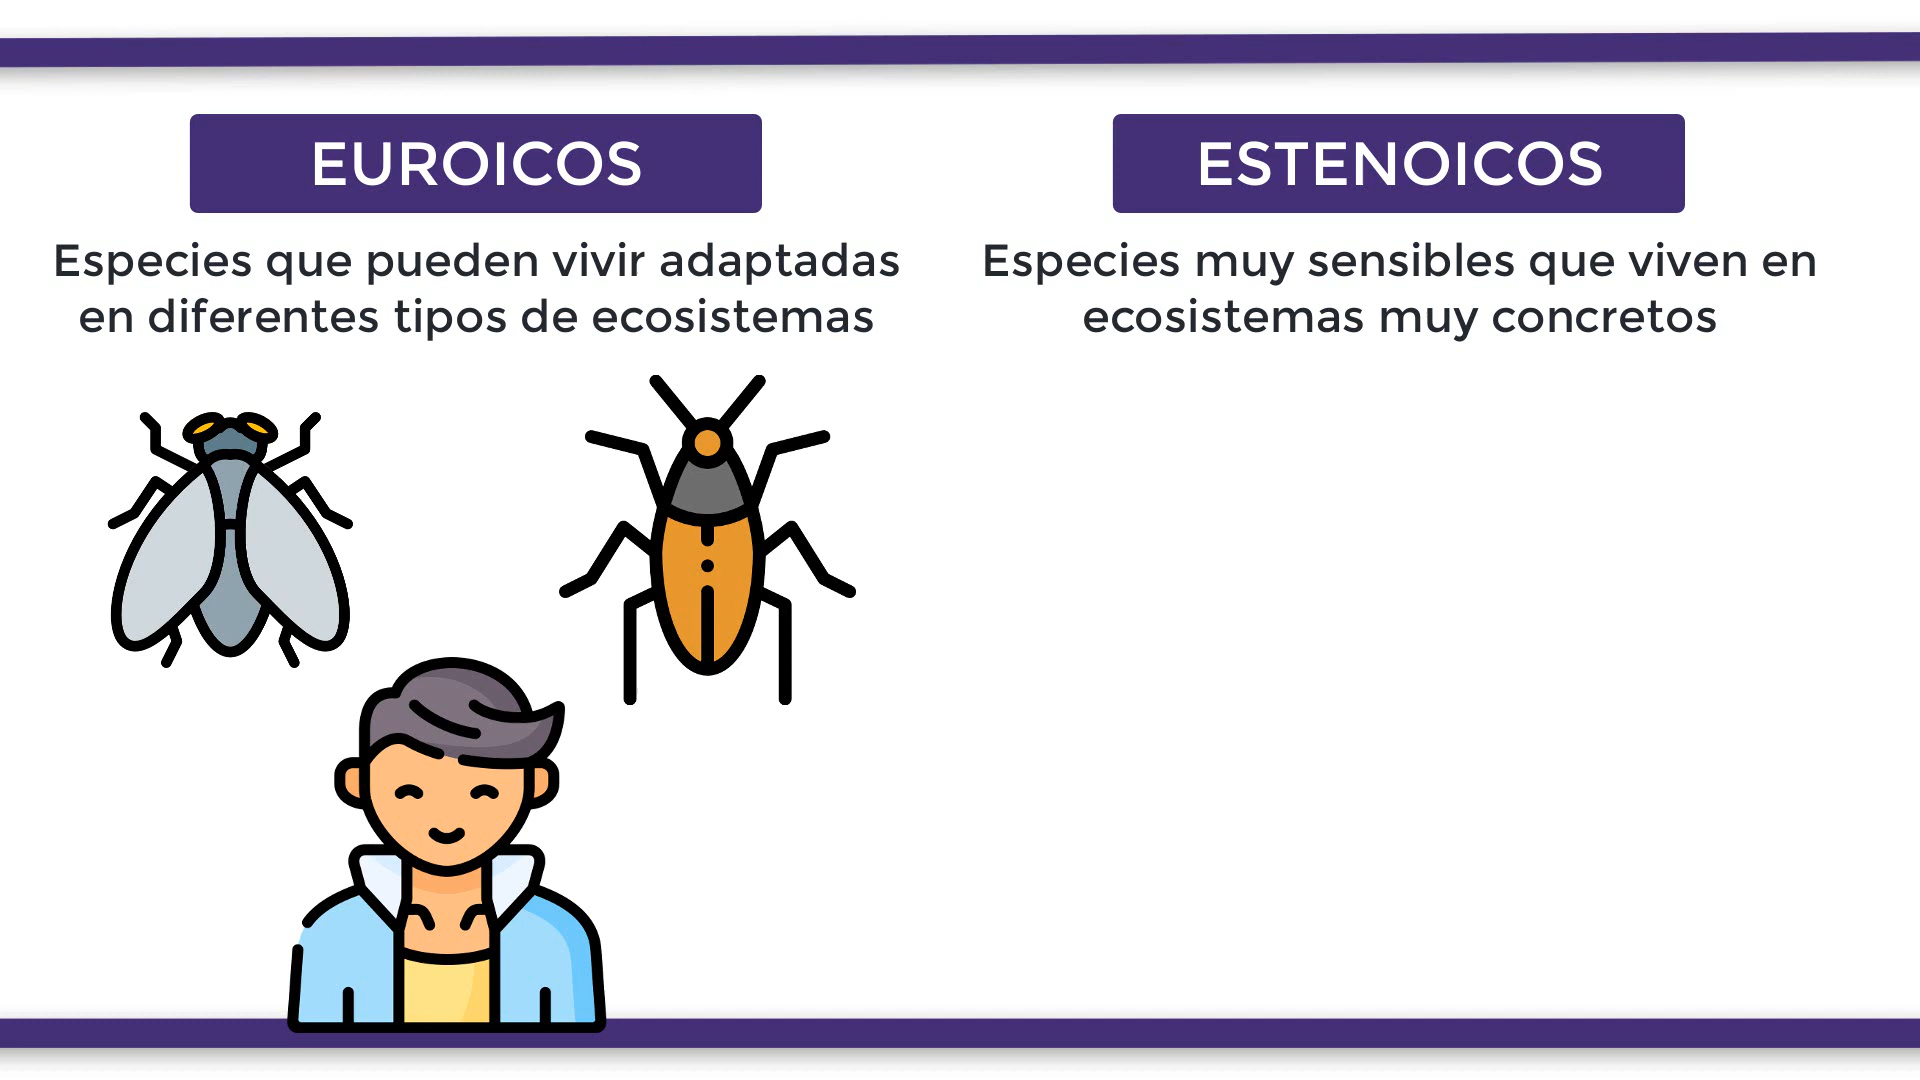 EUROICOS
Especies que pueden vivir adaptadas
en diferentes tipos de ecosistemas
ESTENOICOS
Especies muy sensibles que viven en
ecosistemas muy concretos